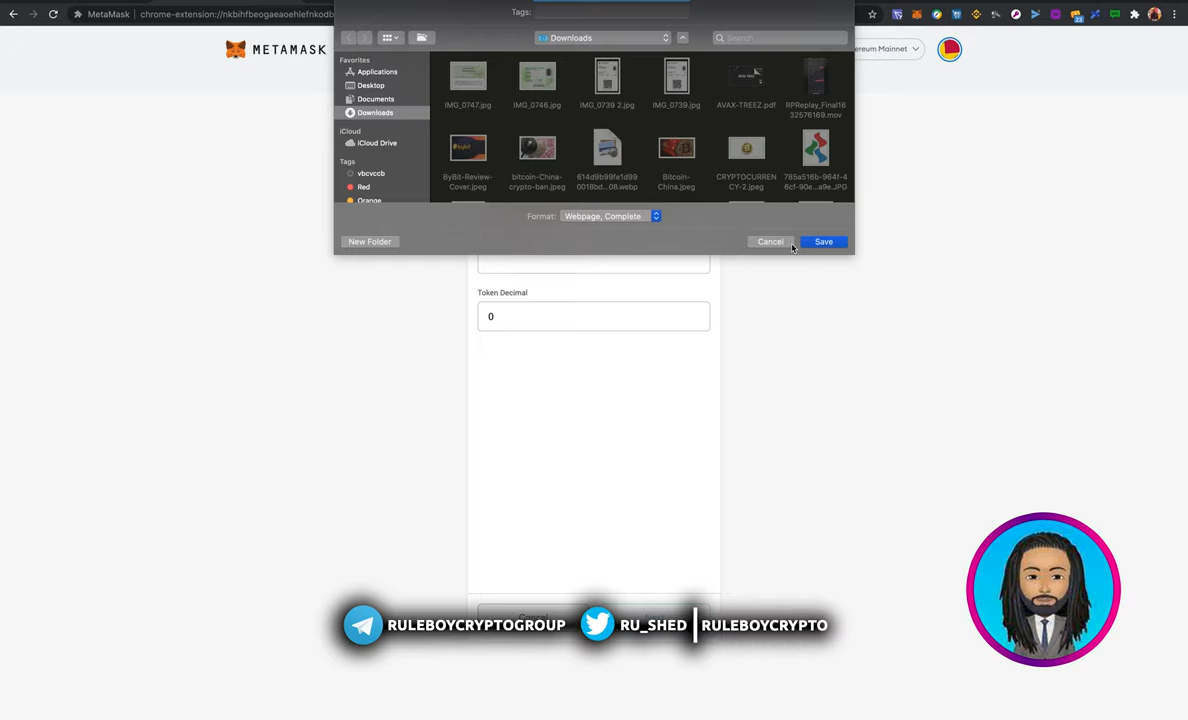 MetaMask
chrome-extension://nkbihfbeogaeaoehlefnkodb
23
METAMASK
ereum Mainnet
Tags:
Downloads
Search
Favorites
Applications
Desktop
Documents
Downloads
iCloud
iCloud Drive
Tags
vbcvccb
Red
Orange
IMG_0747.jpg
IMG_0746.jpg
IMG_0739 2.jpg
IMG_0739.jpg
AVAX-TREEZ.pdf
RPReplay_Final16
32576169.mov
ByBit-Review-
Cover.jpeg
bitcoin-China-
crypto-ban.jpeg
614d9b99fe1d99
0018bd...08.webp
Bitcoin-
China.jpeg
CRYPTOCURREN
CY-2.jpeg
785a516b-964f-4
6cf-90e...a9e.JPG
Format:
Webpage, Complete
New Folder
Cancel
Save
Token Decimal
0
RULEBOYCRYPTOGROUP
RU_SHED
RULEBOYCRYPTO